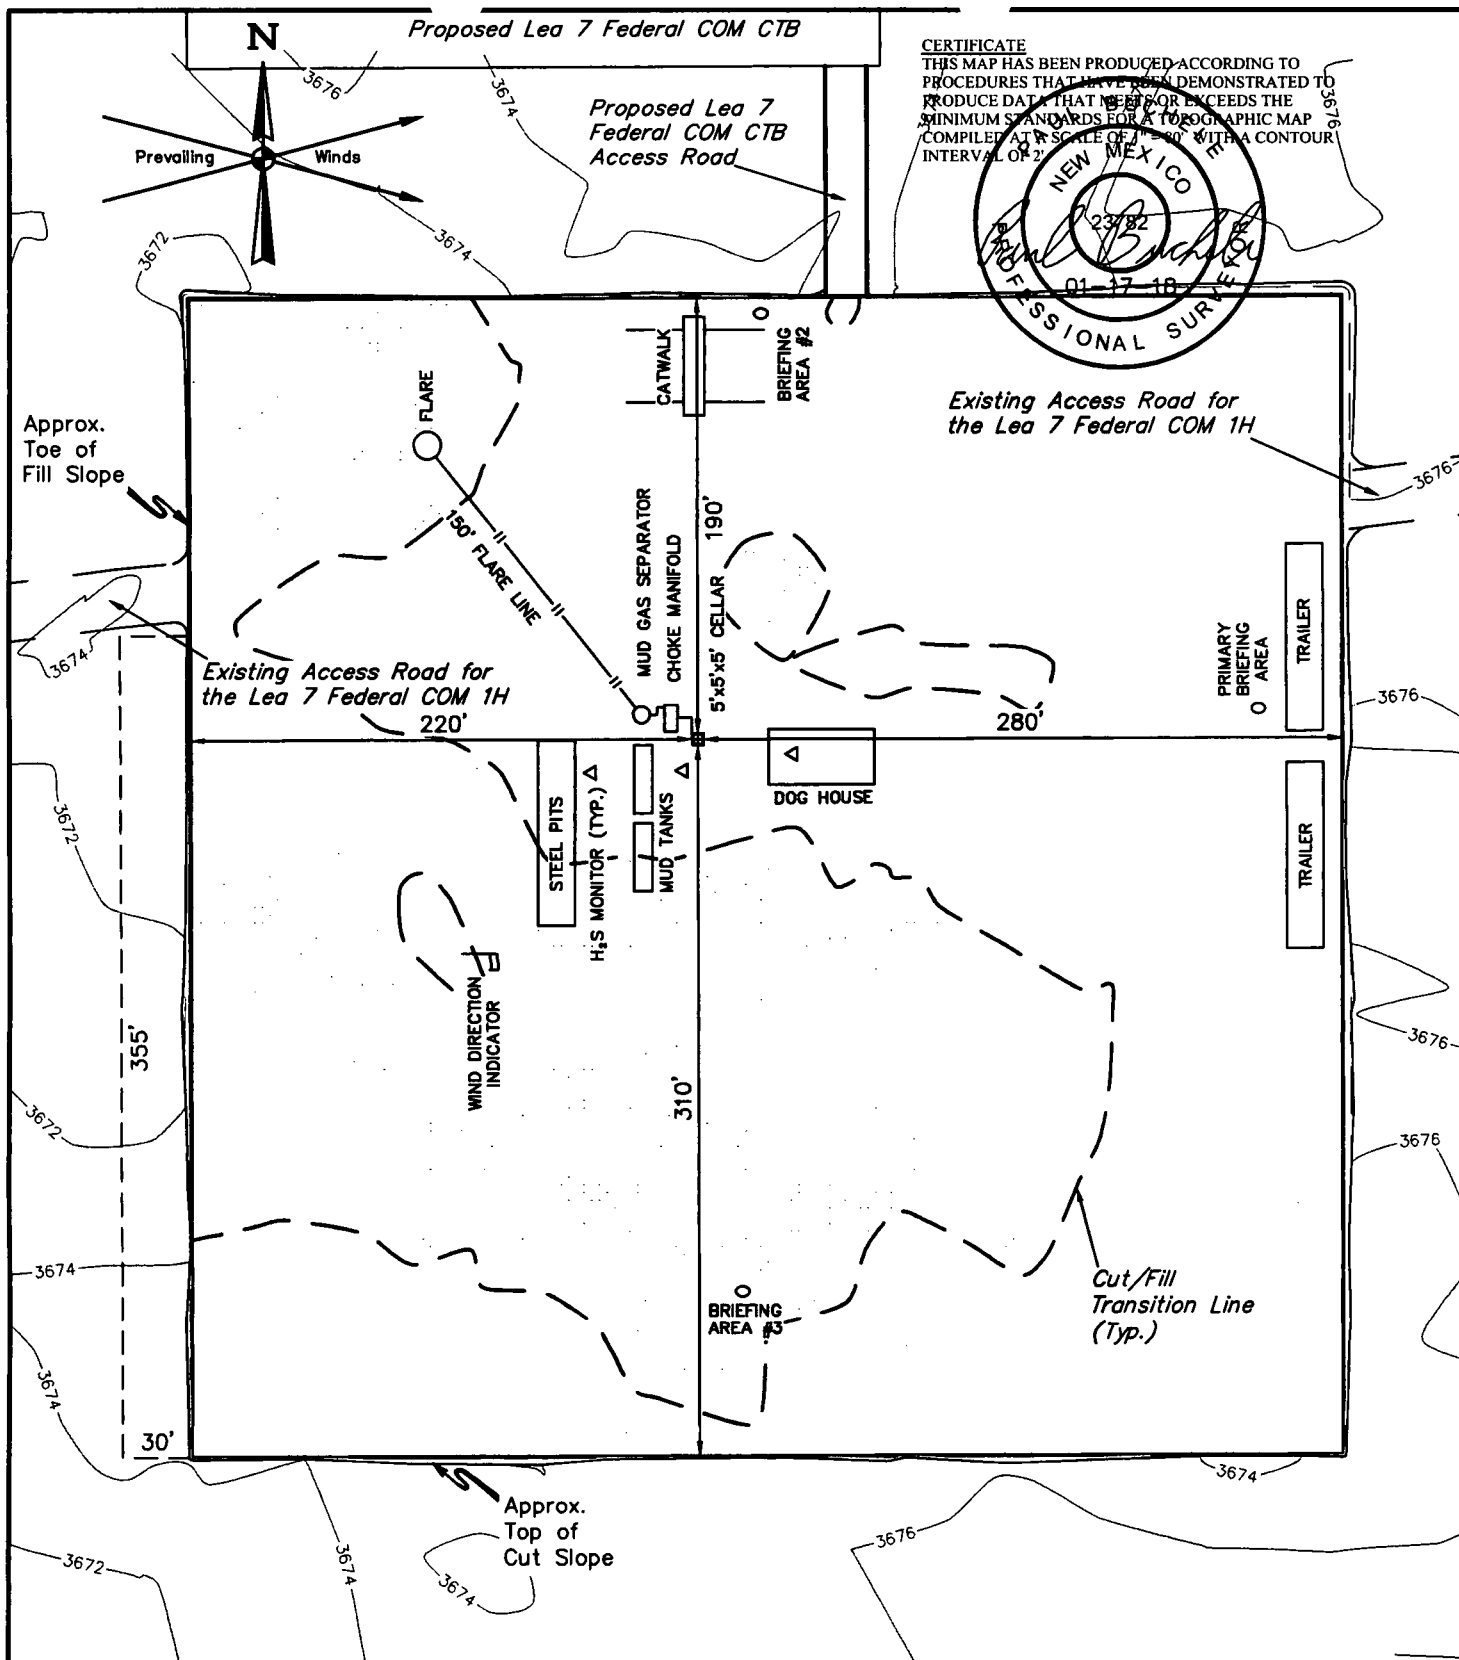 Proposed Lea 7 Federal COM CTB
N
Prevailing
Winds
3676
3674
Proposed Lea 7
Federal COM CTB
Access Road
CERTIFICATE
THIS MAP HAS BEEN PRODUCED ACCORDING TO
PROCEDURES THAT HAVE BEEN DEMONSTRATED TO
PRODUCE DATA THAT MEETS OR EXCEEDS THE
MINIMUM STANDARDS FOR A TOPOGRAPHIC MAP
COMPILED AT A SCALE OF 1" = 80' WITH A CONTOUR
INTERVAL OF 2'.
3676
PAUL BUCHELE
NEW MEXICO
23782
01-17-18
PROFESSIONAL SURVEYOR
3672
3674
FLARE
CATWALK
BRIEFING
AREA #2
Approx.
Toe of
Fill Slope
Existing Access Road for
the Lea 7 Federal COM 1H
3676
150' FLARE LINE
MUD GAS SEPARATOR
CHOKE MANIFOLD
190'
5'x5'x5' CELLAR
3674
Existing Access Road for
the Lea 7 Federal COM 1H
PRIMARY
BRIEFING
AREA
TRAILER
3676
220'
280'
STEEL PITS
H₂S MONITOR (TYP.)
MUD TANKS
DOG HOUSE
TRAILER
3672
WIND DIRECTION
INDICATOR
355'
310'
3676
3672
3676
3674
BRIEFING
AREA #3
Cut/Fill
Transition Line
(Typ.)
3674
30'
3674
Approx.
Top of
Cut Slope
3676
3672
3674
3674